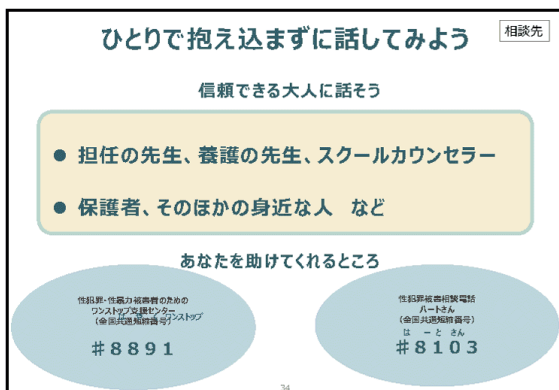 相談先
ひとりで抱え込まずに話してみよう
信頼できる大人に話そう
● 担任の先生、養護の先生、スクールカウンセラー
● 保護者、そのほかの身近な人 など
あなたを助けてくれるところ
性犯罪・性暴力被害者のための
ワンストップ支援センター
(全国共通短縮番号)
ワンストップ
#8891
性犯罪被害相談電話
ハートさん
(全国共通短縮番号)
は ー と さん
#8103
34